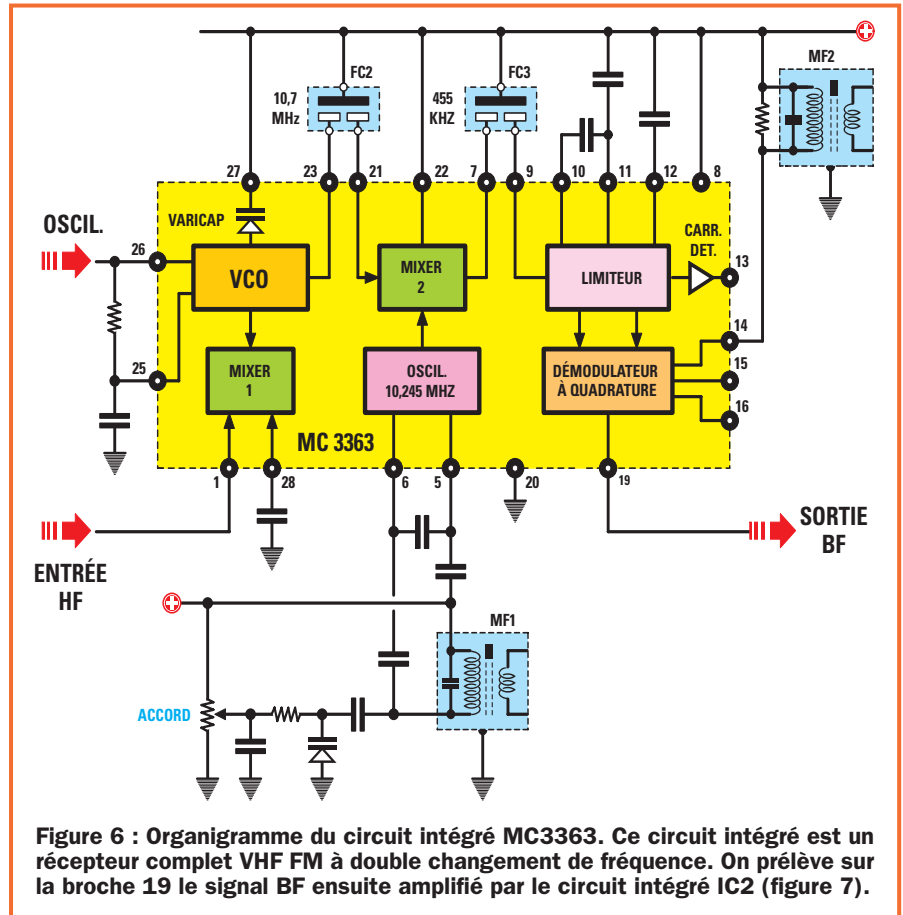 MF2
FC2
FC3
10,7
MHz
455
KHZ
27
23
21
22
7
9
10
11
12
8
OSCIL.
VARICAP
CARR.
DET.
26
13
VCO
MIXER
2
LIMITEUR
14
25
MIXER
1
OSCIL.
10,245 MHZ
DÉMODULATEUR
À QUADRATURE
15
16
MC 3363
1
28
6
5
20
19
ENTRÉE
HF
SORTIE
BF
MF1
ACCORD
Figure 6 : Organigramme du circuit intégré MC3363. Ce circuit intégré est un
récepteur complet VHF FM à double changement de fréquence. On prélève sur
la broche 19 le signal BF ensuite amplifié par le circuit intégré IC2 (figure 7).